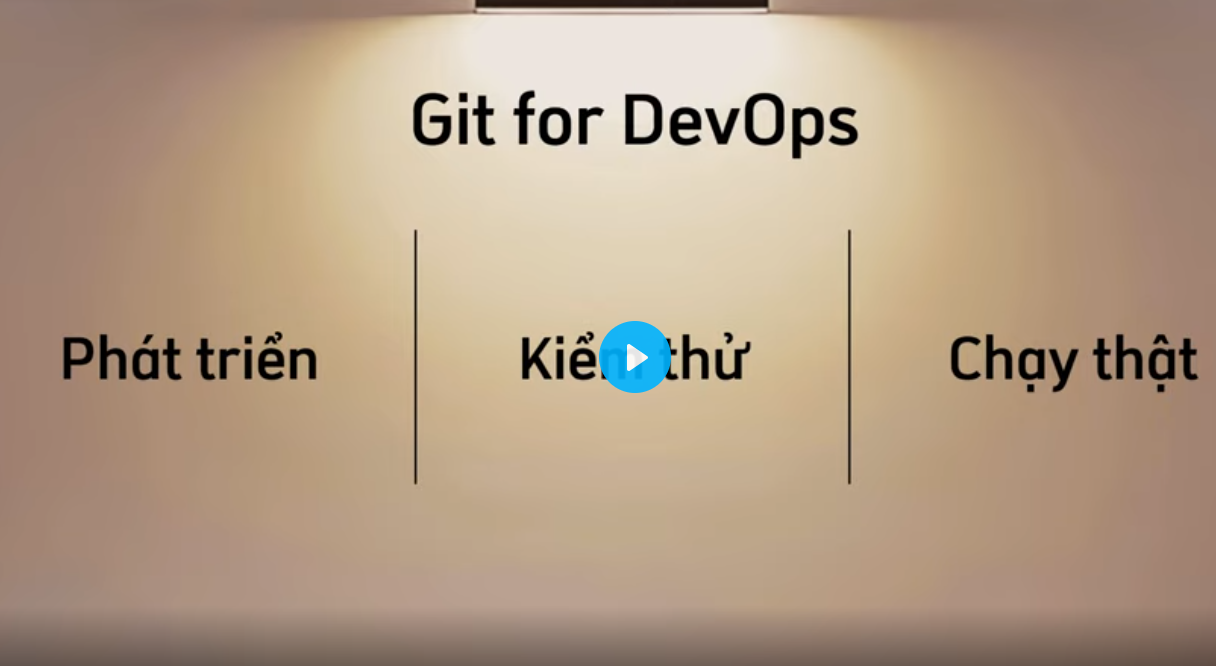 Git for DevOps
Phát triển
Kiểm thử
Chạy thật